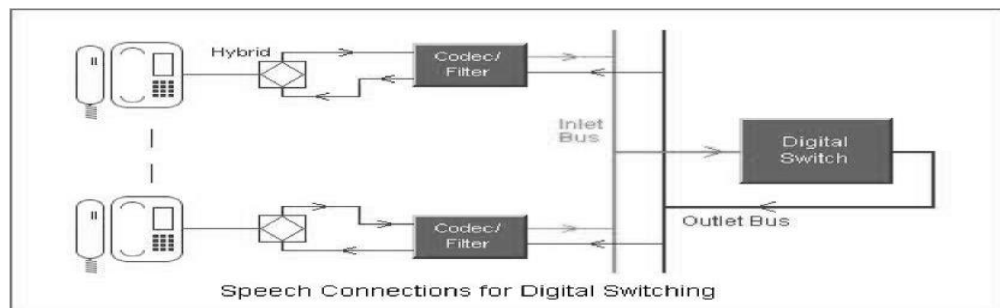 Hybrid
Codec/
Filter
Inlet
Bus
Digital
Switch
Outlet Bus
Codec/
Filter
Speech Connections for Digital Switching